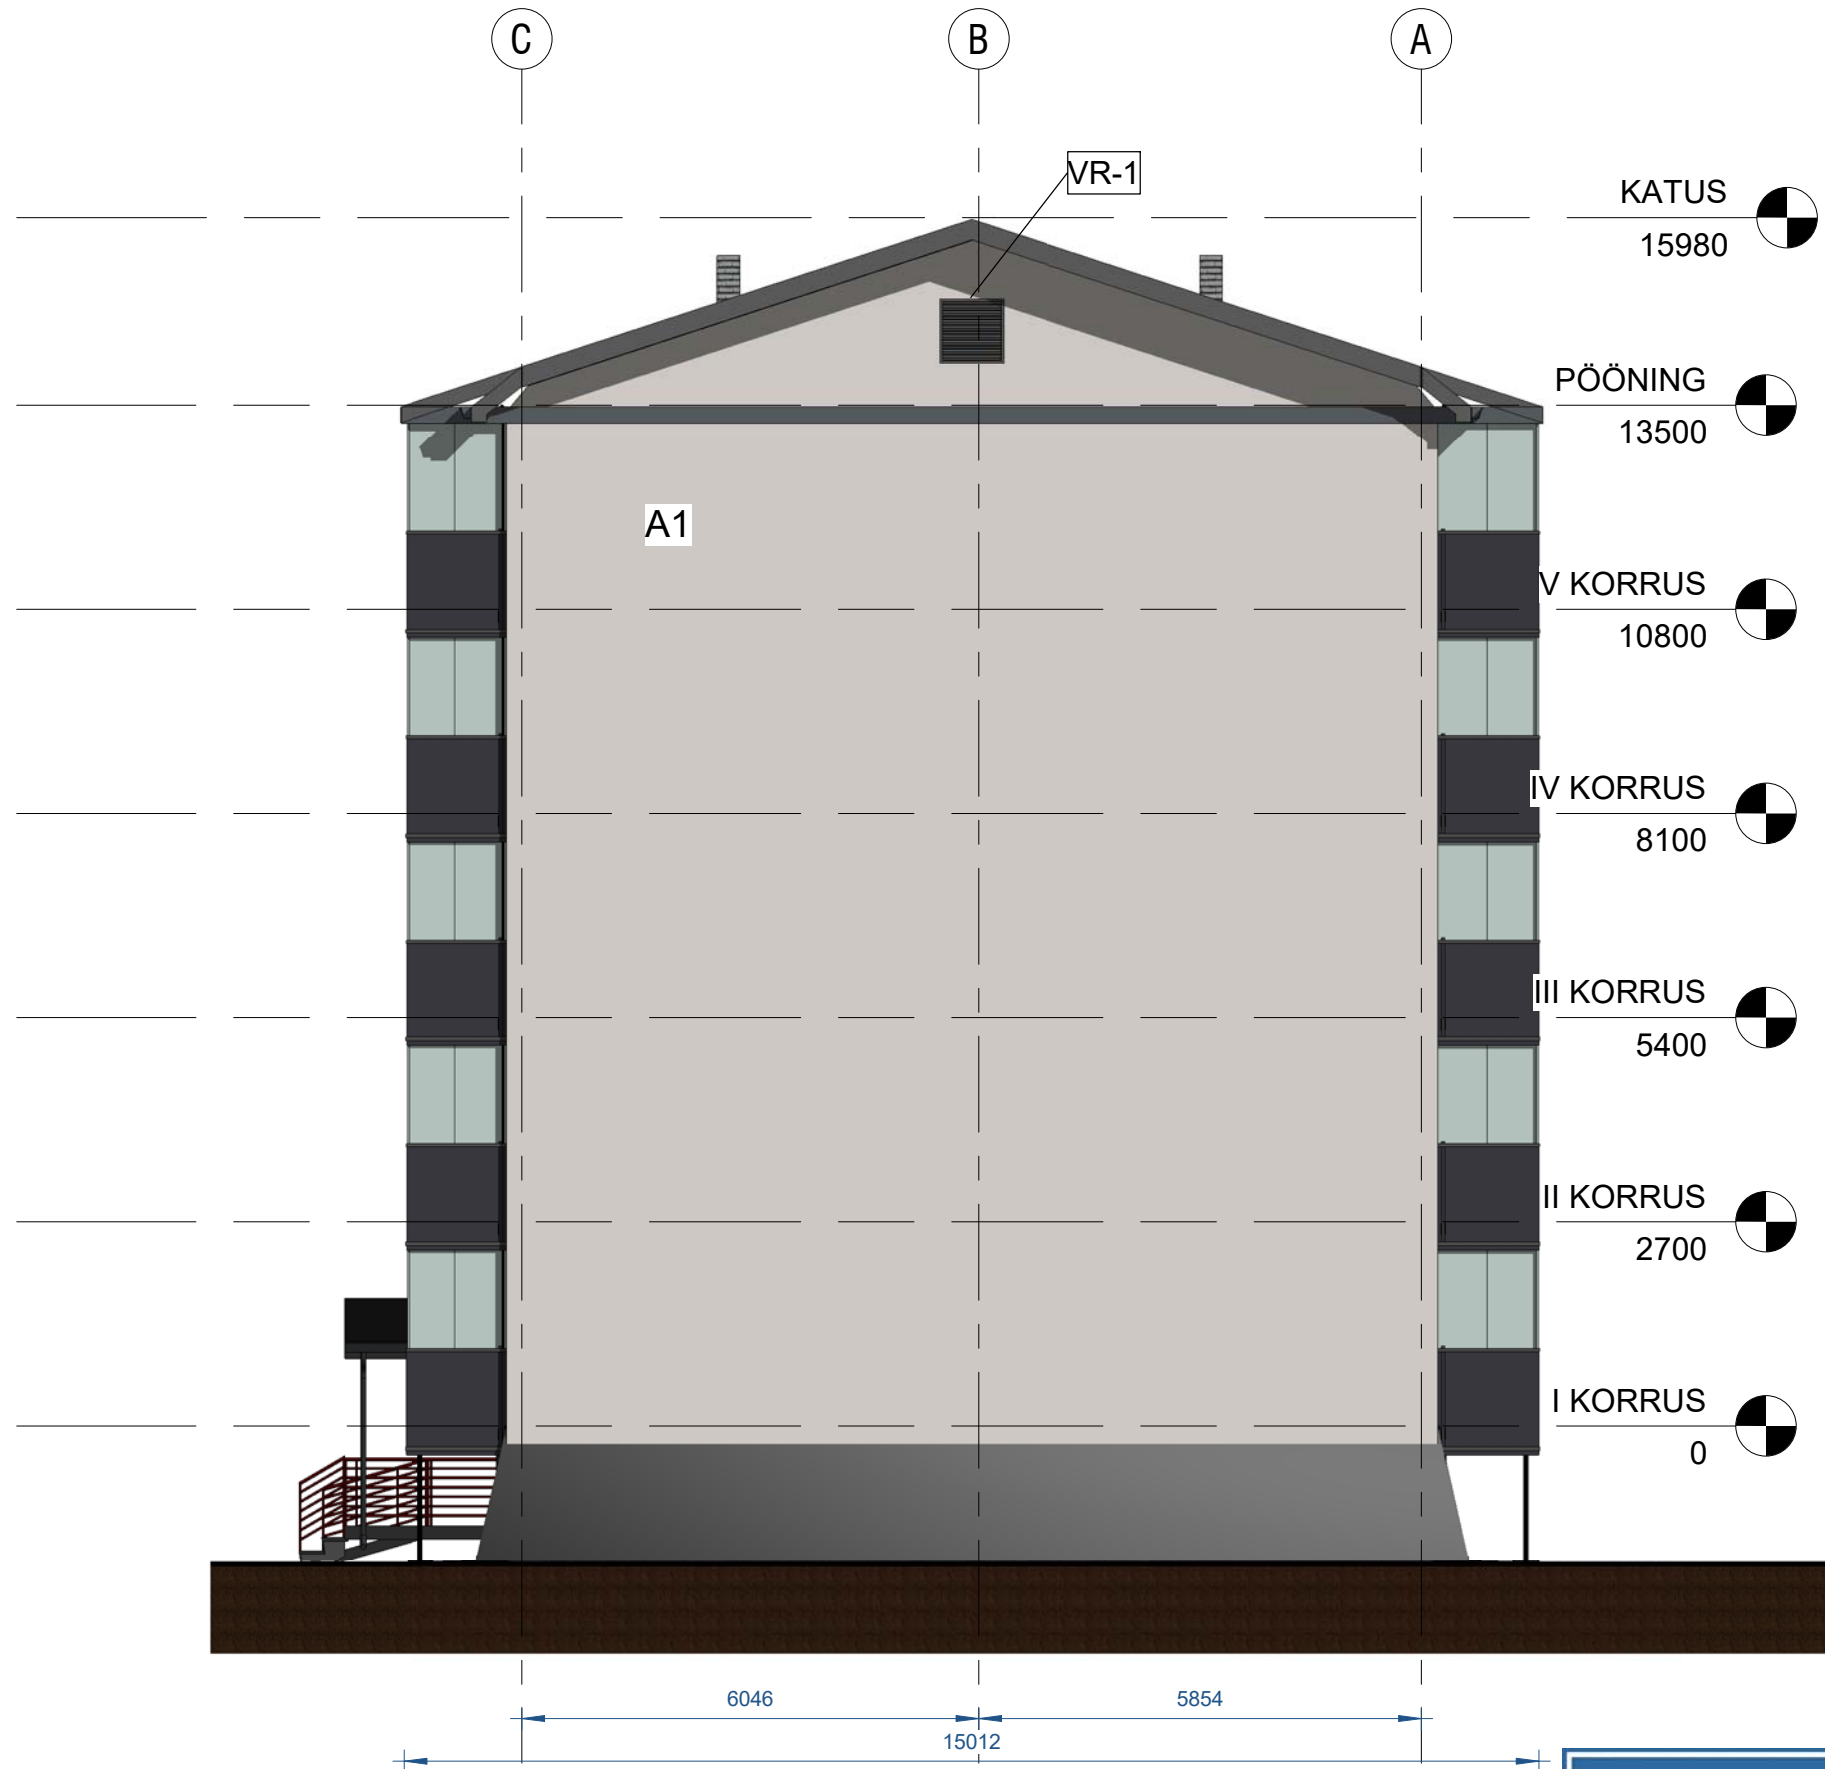 C
B
A
VR-1
KATUS
15980
PÖÖNING
13500
A1
V KORRUS
10800
IV KORRUS
8100
III KORRUS
5400
II KORRUS
2700
I KORRUS
0
6046
5854
15012